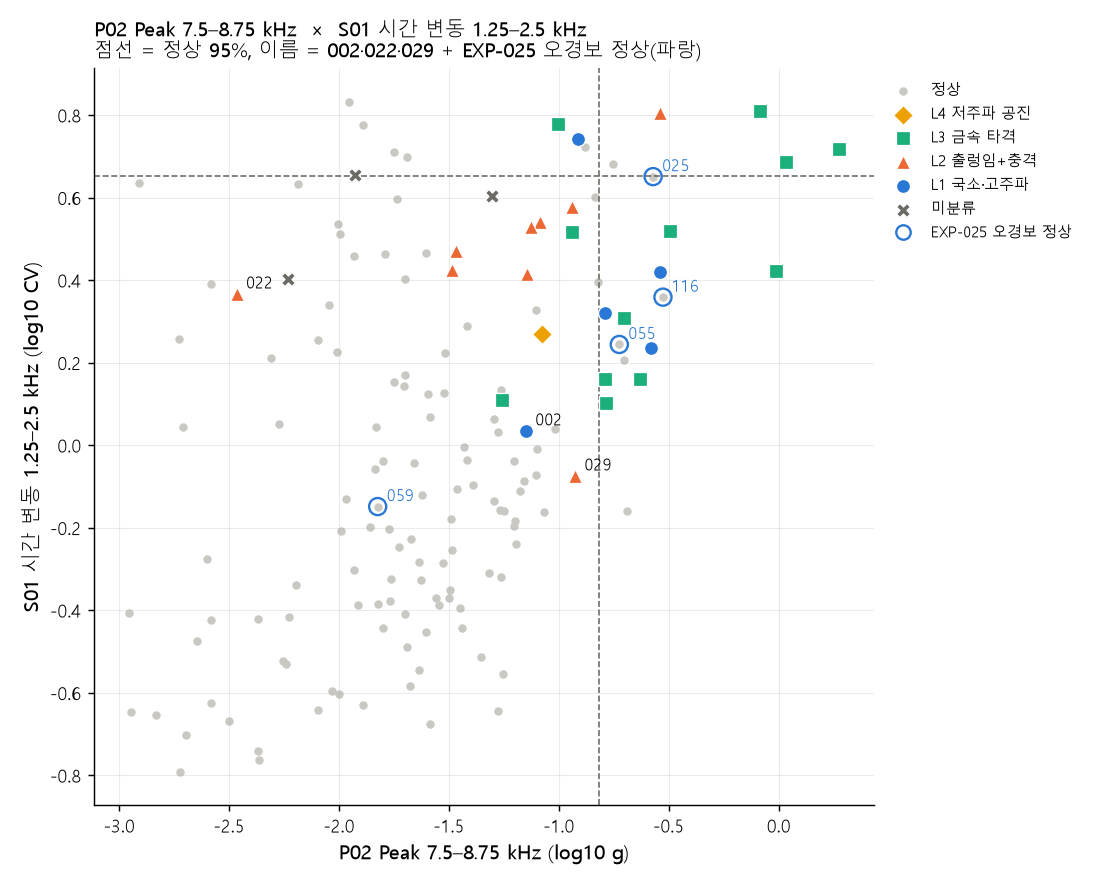 P02 Peak 7.5–8.75 kHz × S01 시간 변동 1.25–2.5 kHz
점선 = 정상 95%, 이름 = 002·022·029 + EXP-025 오경보 정상(파랑)
정상
L4 저주파 공진
L3 금속 타격
L2 출렁임+충격
L1 국소·고주파
미분류
EXP-025 오경보 정상
025
022
116
055
002
029
059
0.8
0.6
0.4
0.2
0.0
-0.2
-0.4
-0.6
-0.8
S01 시간 변동 1.25–2.5 kHz (log10 CV)
-3.0 -2.5 -2.0 -1.5 -1.0 -0.5 0.0
P02 Peak 7.5–8.75 kHz (log10 g)